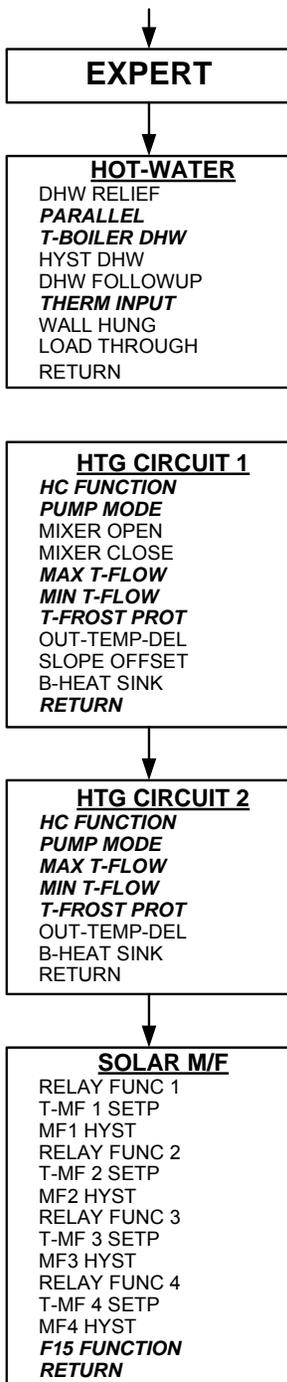 EXPERT
HOT-WATER
DHW RELIEF
PARALLEL
T-BOILER DHW
HYST DHW
DHW FOLLOWUP
THERM INPUT
WALL HUNG
LOAD THROUGH
RETURN
HTG CIRCUIT 1
HC FUNCTION
PUMP MODE
MIXER OPEN
MIXER CLOSE
MAX T-FLOW
MIN T-FLOW
T-FROST PROT
OUT-TEMP-DEL
SLOPE OFFSET
B-HEAT SINK
RETURN
HTG CIRCUIT 2
HC FUNCTION
PUMP MODE
MAX T-FLOW
MIN T-FLOW
T-FROST PROT
OUT-TEMP-DEL
B-HEAT SINK
RETURN
SOLAR M/F
RELAY FUNC 1
T-MF 1 SETP
MF1 HYST
RELAY FUNC 2
T-MF 2 SETP
MF2 HYST
RELAY FUNC 3
T-MF 3 SETP
MF3 HYST
RELAY FUNC 4
T-MF 4 SETP
MF4 HYST
F15 FUNCTION
RETURN